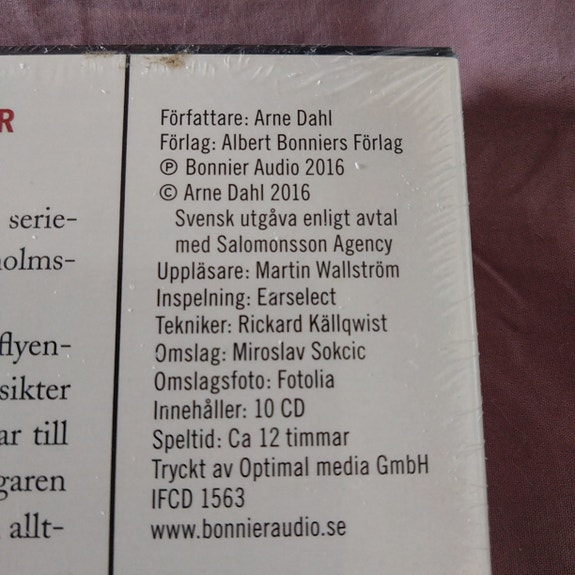 R
serie-
holms-
flyen-
sikter
ar till
garen
allt-
Författare: Arne Dahl
Förlag: Albert Bonniers Förlag
℗ Bonnier Audio 2016
© Arne Dahl 2016
Svensk utgåva enligt avtal
med Salomonsson Agency
Uppläsare: Martin Wallström
Inspelning: Earselect
Tekniker: Rickard Källqwist
Omslag: Miroslav Sokcic
Omslagsfoto: Fotolia
Innehåller: 10 CD
Speltid: Ca 12 timmar
Tryckt av Optimal media GmbH
IFCD 1563
www.bonnieraudio.se